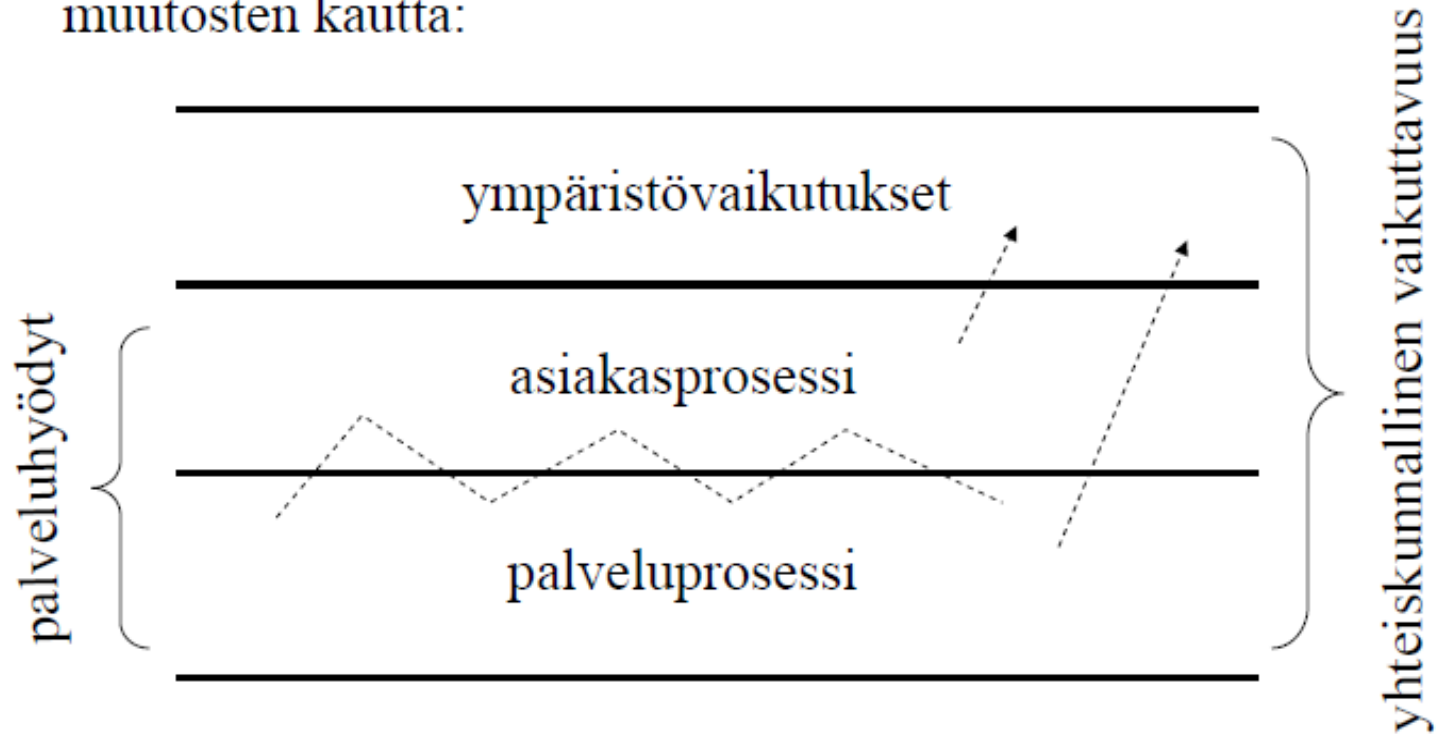 muutosten kautta:
ympäristövaikutukset
asiakasprosessi
palveluprosessi
palveluhyödyt
yhteiskunnallinen vaikuttavuus